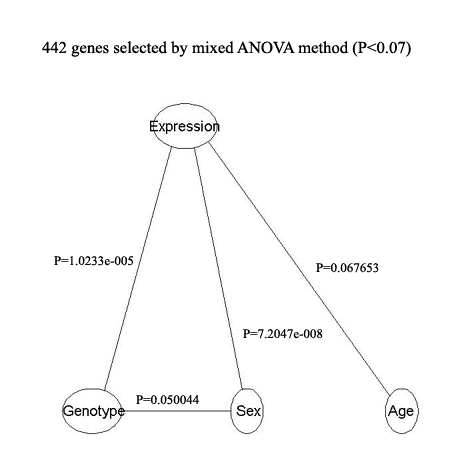 442 genes selected by mixed ANOVA method (P<0.07)
Expression
P=1.0233e-005
P=0.067653
P=7.2047e-008
P=0.050044
Genotype
Sex
Age